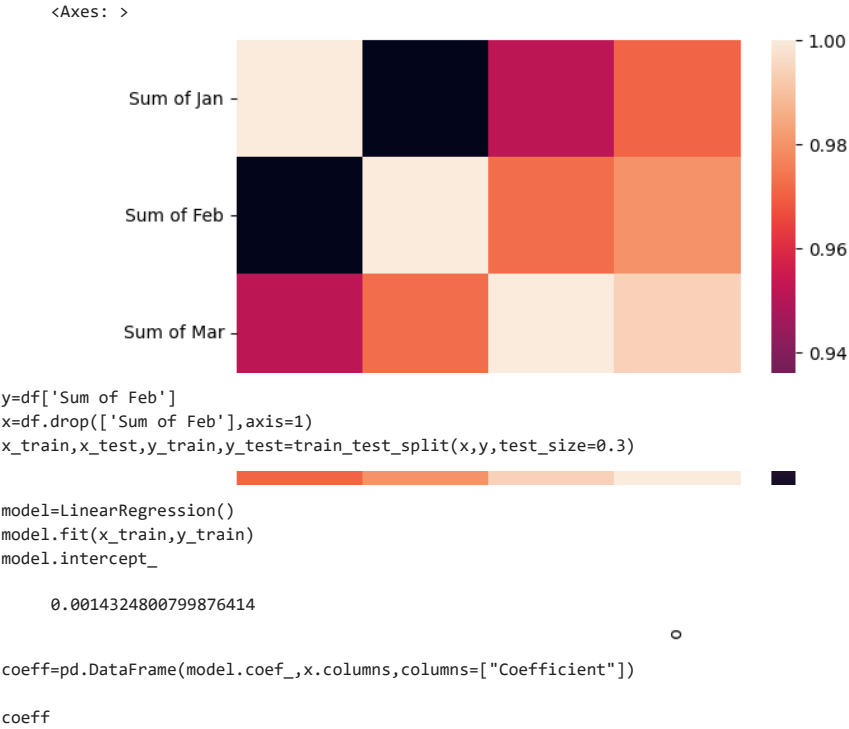 <Axes: >
1.00
Sum of Jan
0.98
Sum of Feb
0.96
Sum of Mar
0.94
y=df['Sum of Feb']
x=df.drop(['Sum of Feb'],axis=1)
x_train,x_test,y_train,y_test=train_test_split(x,y,test_size=0.3)
model=LinearRegression()
model.fit(x_train,y_train)
model.intercept_
0.0014324800799876414
coeff=pd.DataFrame(model.coef_,x.columns,columns=["Coefficient"])
coeff